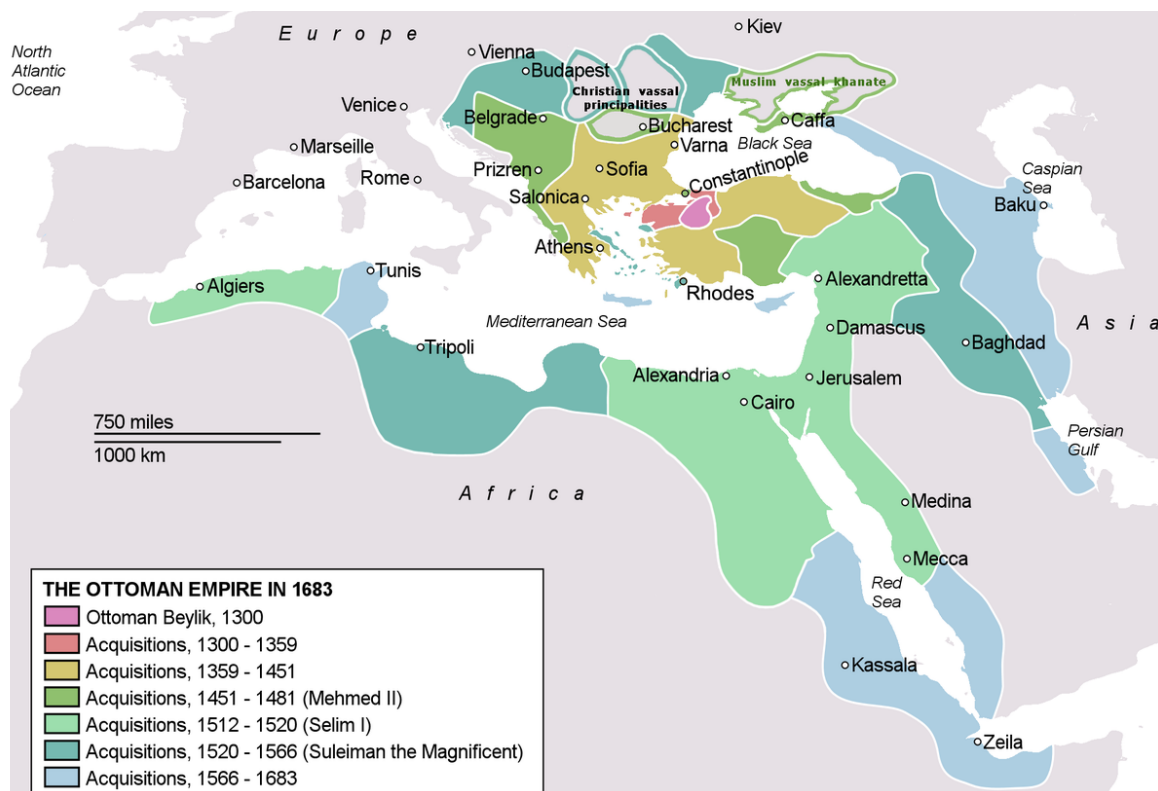 E u r o p e
Kiev
North
Atlantic
Ocean
Vienna
Budapest
Christian vassal
principalities
Muslim vassal khanate
Venice
Belgrade
Bucharest
Caffa
Black Sea
Marseille
Varna
Barcelona
Rome
Prizren
Sofia
Constantinople
Caspian
Sea
Salonica
Baku
Athens
Tunis
Algiers
Rhodes
Alexandretta
Mediterranean Sea
Damascus
A s i a
Tripoli
Baghdad
Alexandria
Jerusalem
Cairo
750 miles
1000 km
Persian
Gulf
A f r i c a
Medina
Mecca
Red
Sea
Kassala
Zeila
THE OTTOMAN EMPIRE IN 1683
Ottoman Beylik, 1300
Acquisitions, 1300 - 1359
Acquisitions, 1359 - 1451
Acquisitions, 1451 - 1481 (Mehmed II)
Acquisitions, 1512 - 1520 (Selim I)
Acquisitions, 1520 - 1566 (Suleiman the Magnificent)
Acquisitions, 1566 - 1683